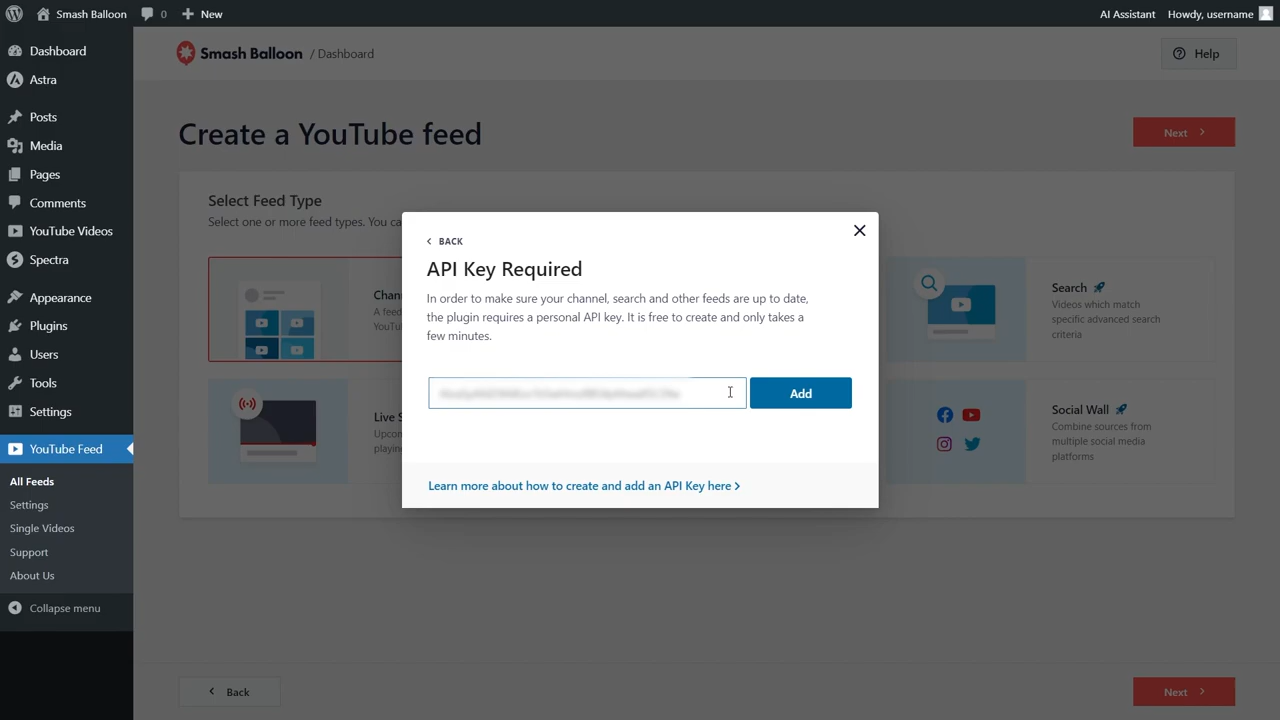 Smash Balloon
0
New
AI Assistant
Howdy, username
Dashboard
Astra
Posts
Media
Pages
Comments
YouTube Videos
Spectra
Appearance
Plugins
Users
Tools
Settings
YouTube Feed
All Feeds
Settings
Single Videos
Support
About Us
Collapse menu
Smash Balloon / Dashboard
Help
Create a YouTube feed
Next
Select Feed Type
Select one or more feed types. You
Search
Videos which match
specific advanced search
criteria
Live
Social Wall
Combine sources from
multiple social media
platforms
BACK
API Key Required
In order to make sure your channel, search and other feeds are up to date,
the plugin requires a personal API key. It is free to create and only takes a
few minutes.
Add
Learn more about how to create and add an API Key here
Back
Next